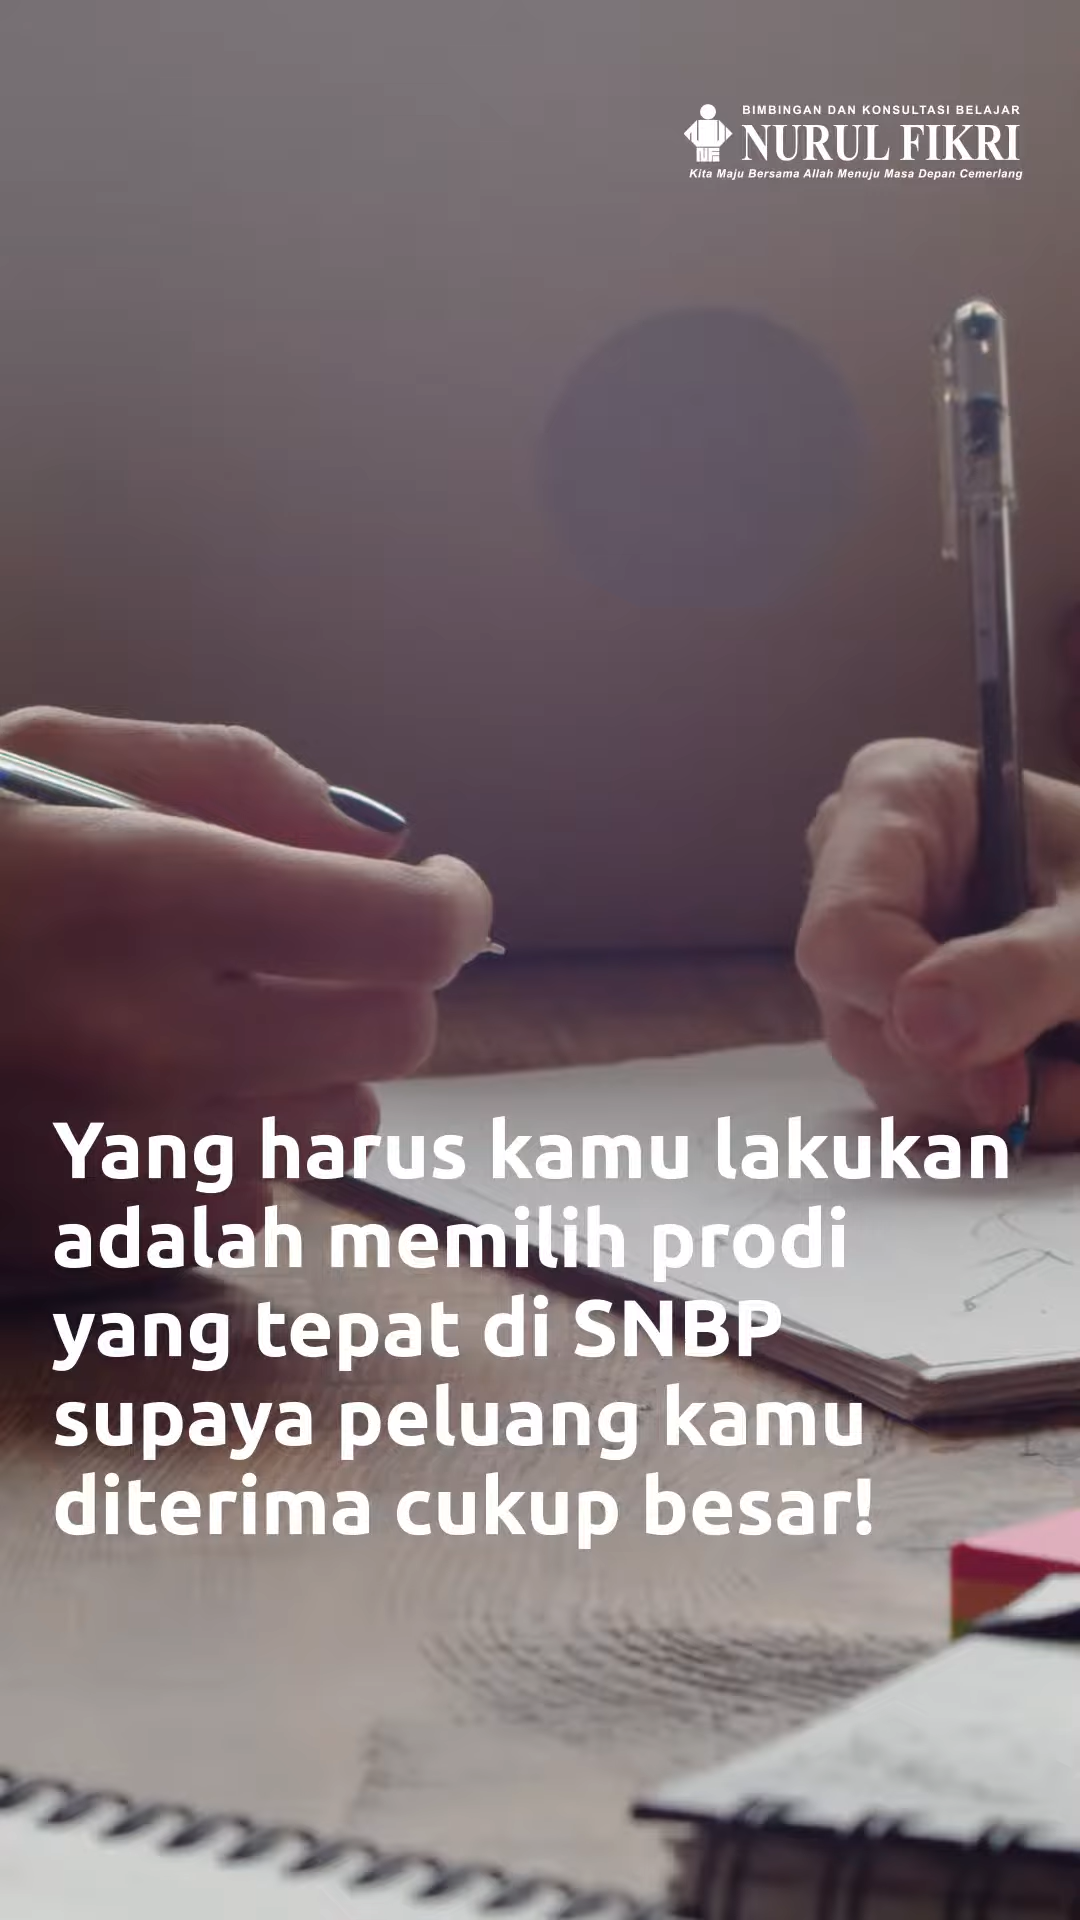 BIMBINGAN DAN KONSULTASI BELAJAR
NURUL FIKRI
Kita Maju Bersama Allah Menuju Masa Depan Cemerlang
NF
Yang harus kamu lakukan
adalah memilih prodi
yang tepat di SNBP
supaya peluang kamu
diterima cukup besar!